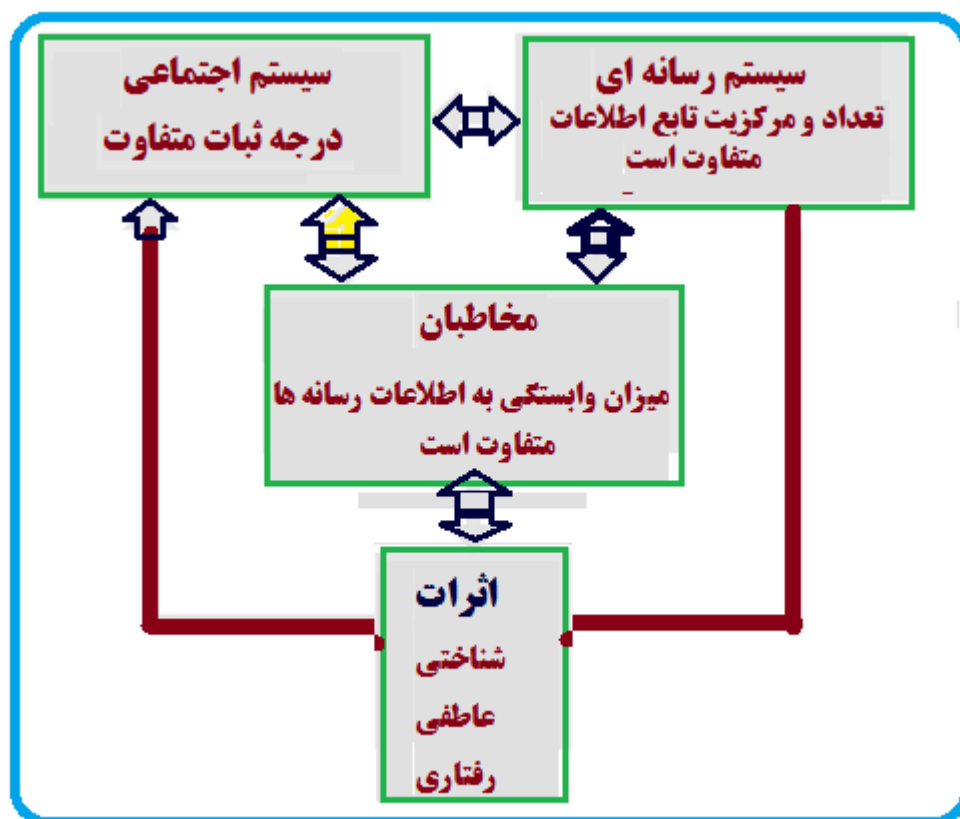 سیستم رسانه ای
تعداد و مرکزیت تابع اطلاعات
متفاوت است
سیستم اجتماعی
درجه ثبات متفاوت
مخاطبان
میزان وابستگی به اطلاعات رسانه ها
متفاوت است
اثرات
شناختی
عاطفی
رفتاری